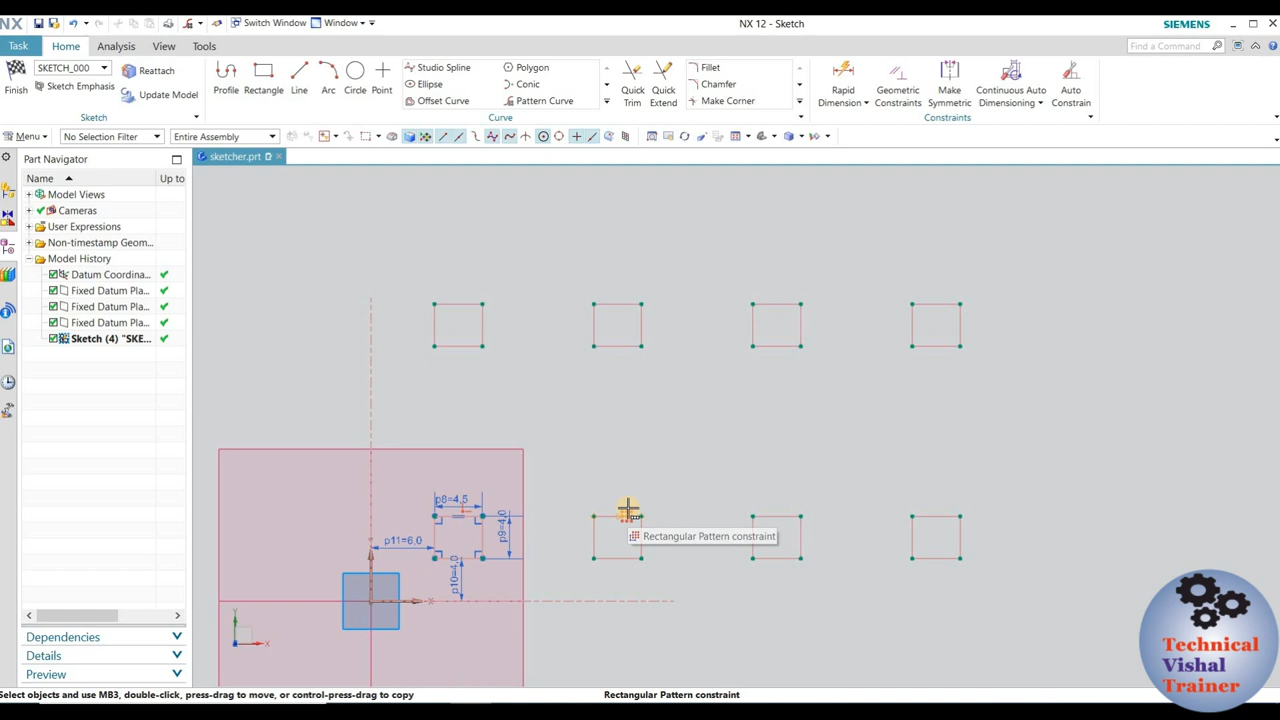 NX
Switch Window
Window
NX 12 - Sketch
SIEMENS
Task
Home
Analysis
View
Tools
Find a Command
SKETCH_000
Reattach
Finish
Sketch Emphasis
Update Model
Profile
Rectangle
Line
Arc
Circle
Point
Studio Spline
Polygon
Ellipse
Conic
Offset Curve
Pattern Curve
Quick
Trim
Quick
Extend
Fillet
Chamfer
Make Corner
Rapid
Dimension
Geometric
Constraints
Make
Symmetric
Continuous Auto
Dimensioning
Auto
Constrain
Sketch
Curve
Constraints
Menu
No Selection Filter
Entire Assembly
Part Navigator
sketcher.prt
Name
Up to
Model Views
Cameras
User Expressions
Non-timestamp Geom...
Model History
Datum Coordina...
Fixed Datum Pla...
Fixed Datum Pla...
Fixed Datum Pla...
Sketch (4) "SKE...
p8=4,5
p9=4,0
p11=6,0
p10=4,0
Rectangular Pattern constraint
X
Y
X
Dependencies
Details
Preview
Technical
Vishal
Trainer
Select objects and use MB3, double-click, press-drag to move, or control-press-drag to copy
Rectangular Pattern constraint